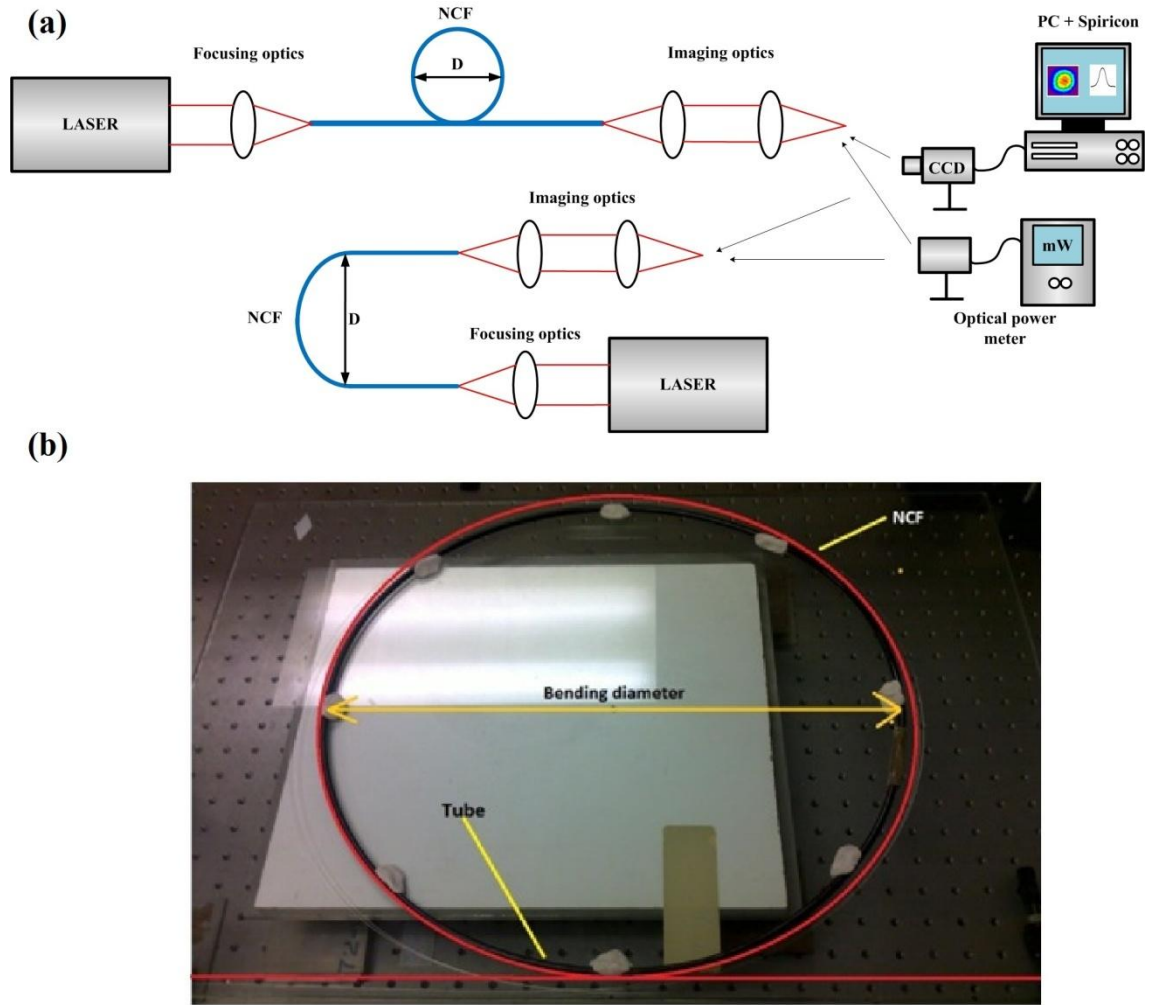 (a)
NCF
PC + Spiricon
Focusing optics
Imaging optics
D
LASER
CCD
Imaging optics
mW
NCF
D
Focusing optics
Optical power
meter
LASER
(b)
NCF
Bending diameter
Tube